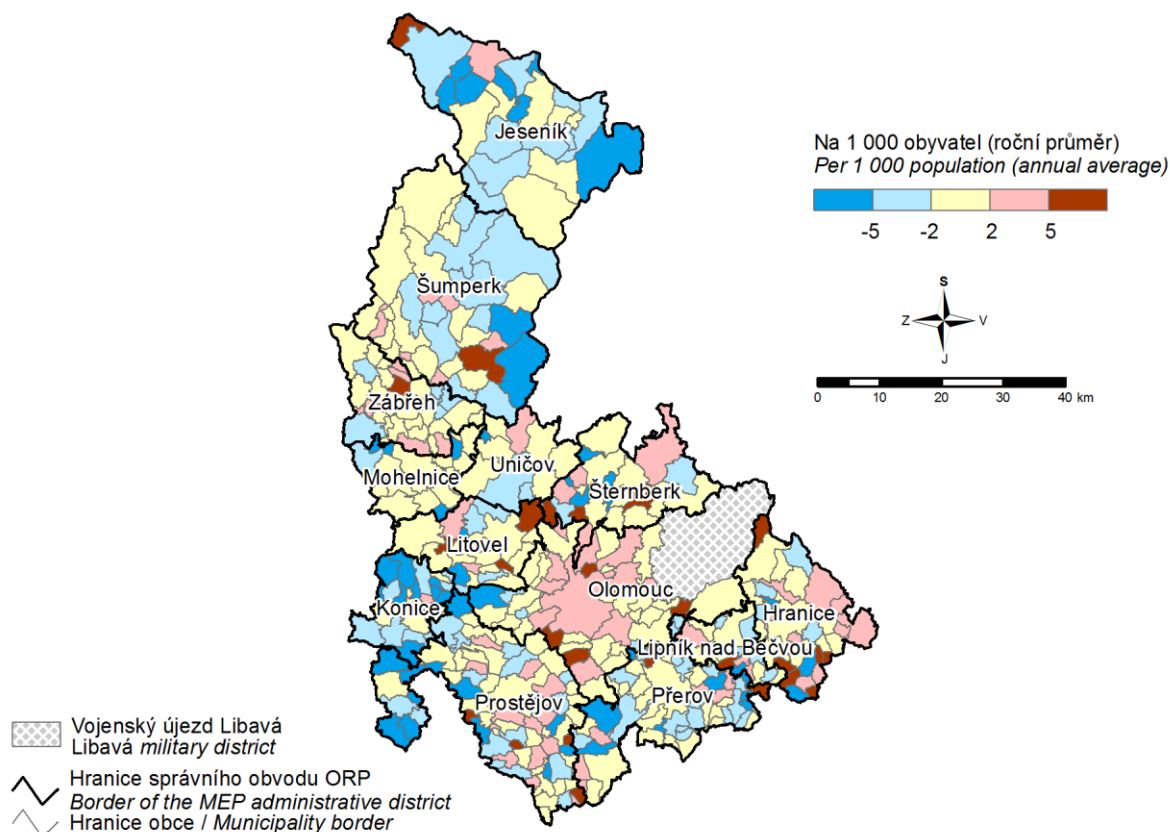 Jeseník
Na 1 000 obyvatel (roční průměr)
Per 1 000 population (annual average)
-5 -2 2 5
Šumperk
S
Z V
J
0 10 20 30 40 km
Zábřeh
Uničov
Mohelnice
Šternberk
Litovel
Olomouc
Konice
Hranice
Lipník nad Bečvou
Přerov
Prostějov
Vojenský újezd Libavá
Libavá military district
Hranice správního obvodu ORP
Border of the MEP administrative district
Hranice obce / Municipality border